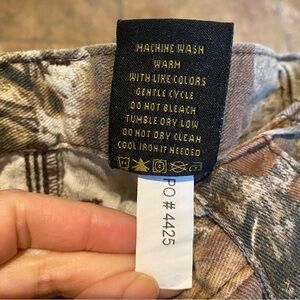 MACHINE WASH
WARM
WITH LIKE COLORS
GENTLE CYCLE
DO NOT BLEACH
TUMBLE DRY LOW
DO NOT DRY CLEAN
COOL IRON IF NEEDED
PO # 4425